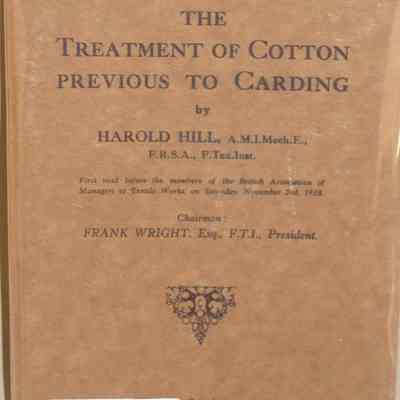 THE
TREATMENT OF COTTON
PREVIOUS TO CARDING
by
HAROLD HILL, A.M.I.Mech.E.,
F.R.S.A., F.Tex.Inst.
First read before the members of the British Association of
Managers of Textile Works on Saturday November 3rd, 1928.
Chairman:
FRANK WRIGHT, Esq., F.T.I., President.